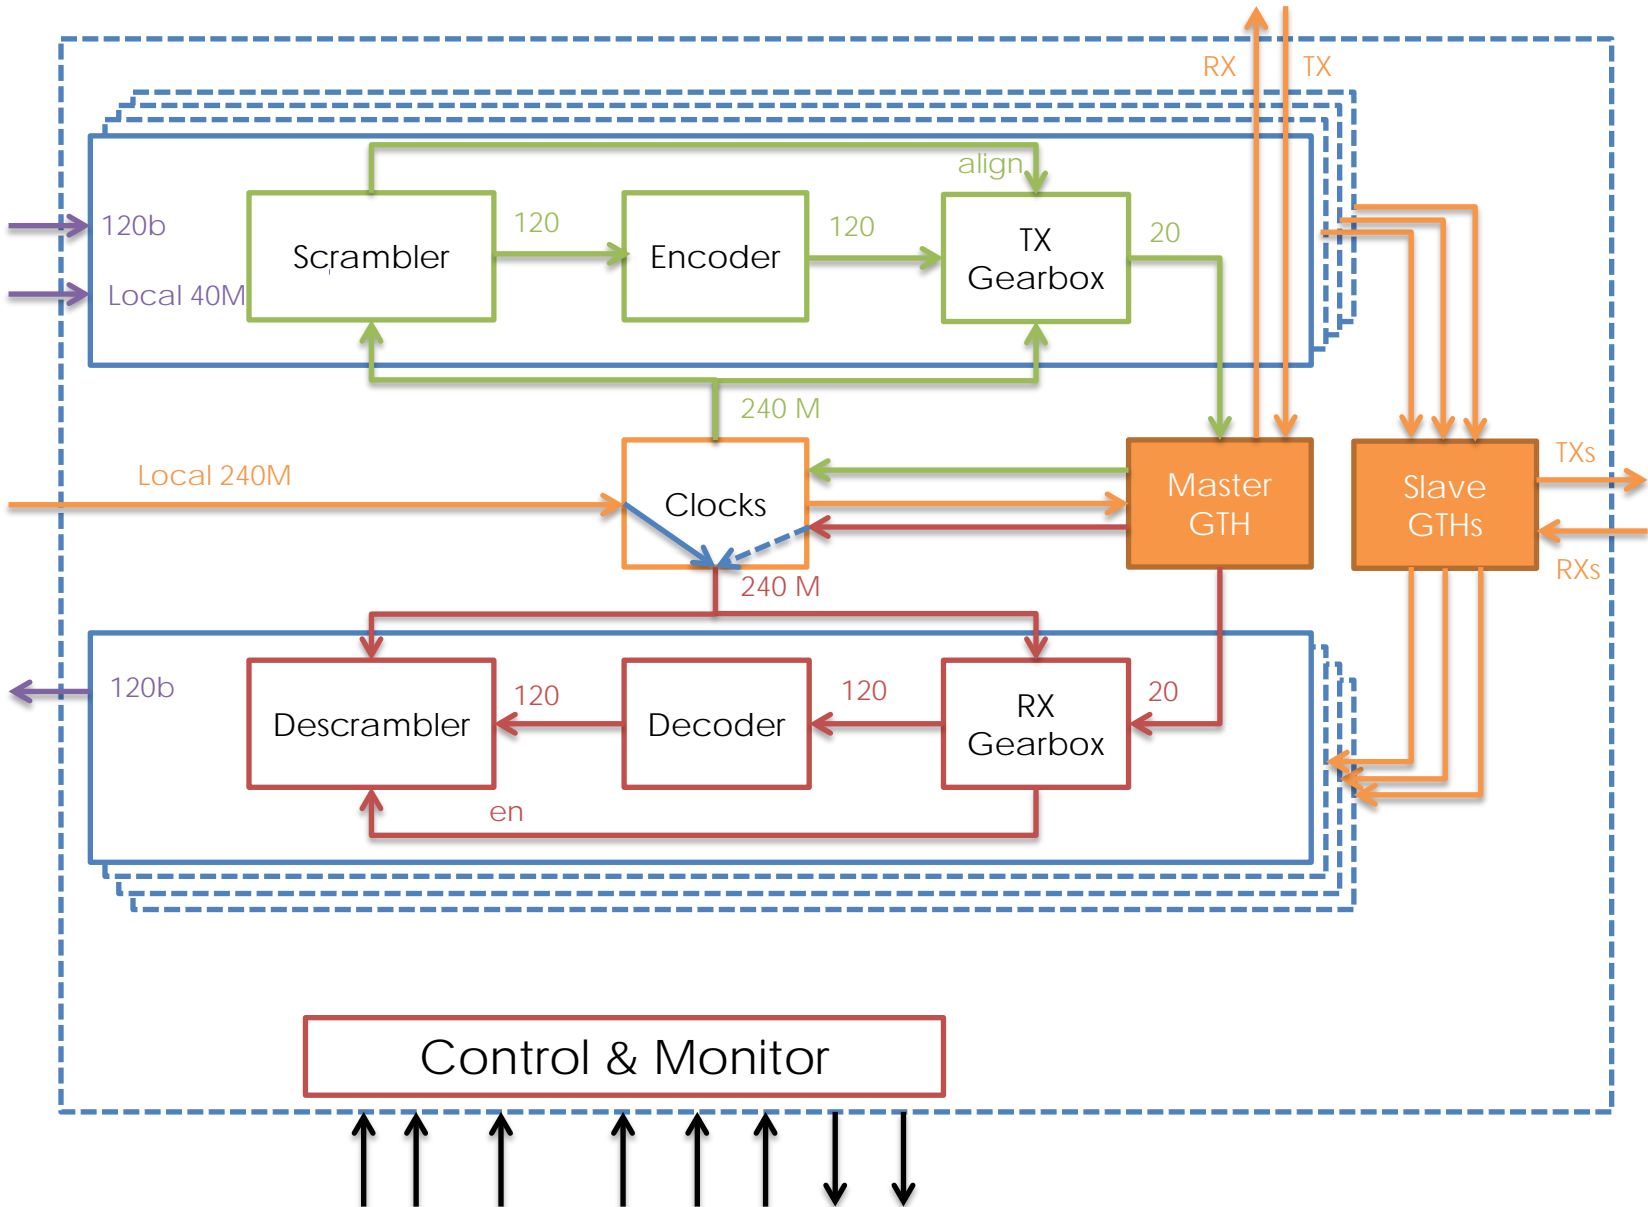 RX
TX
align
120b
120
120
20
Scrambler
Encoder
TX
Gearbox
Local 40M
240 M
Local 240M
Clocks
Master
GTH
Slave
GTHs
TXs
RXs
240 M
120b
120
120
20
Descrambler
Decoder
RX
Gearbox
en
Control & Monitor